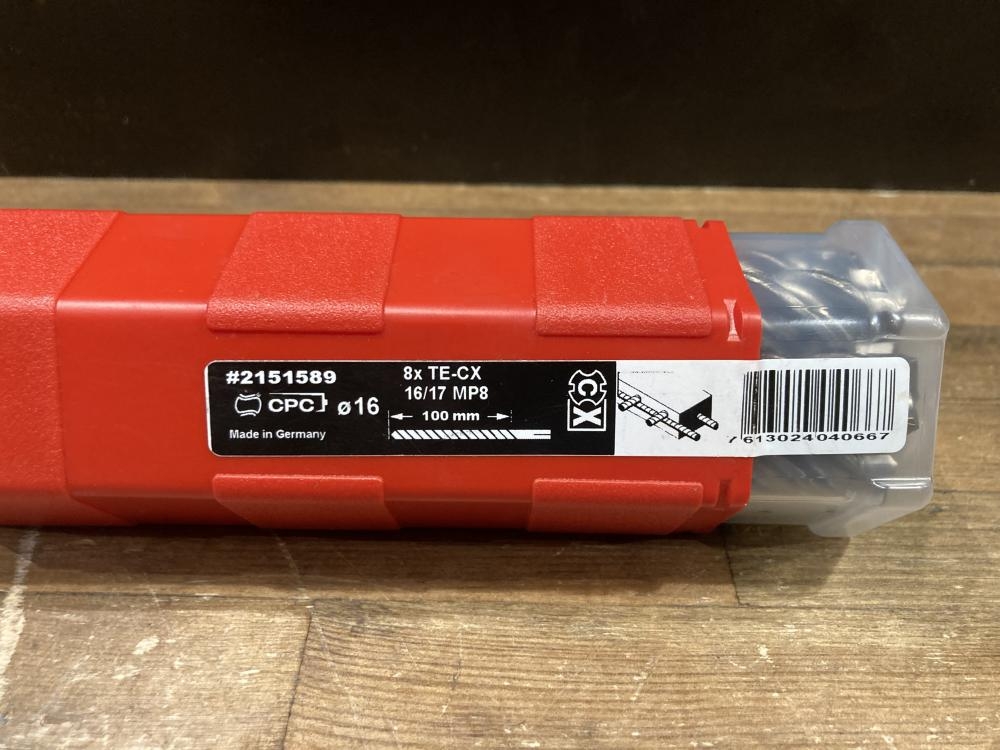 #2151589
CPC ø16
Made in Germany
8x TE-CX
16/17 MP8
100 mm
CX
7 613024 040667